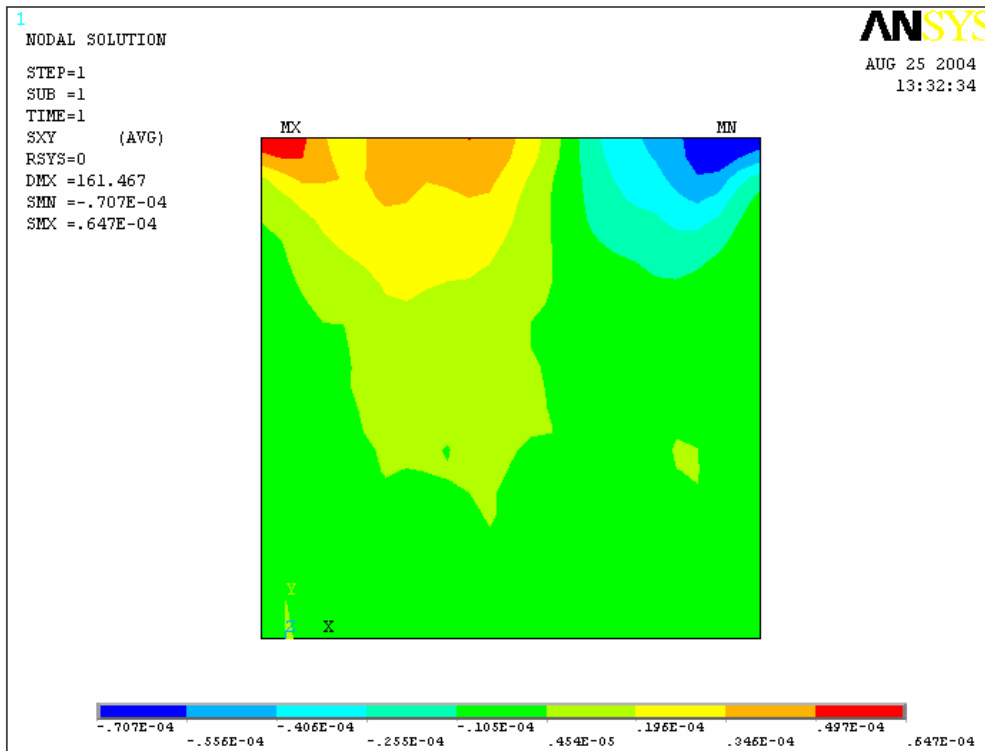 1
NODAL SOLUTION
ANSYS
AUG 25 2004
13:32:34
STEP=1
SUB =1
TIME=1
SXY (AVG)
RSYS=0
DMX =161.467
SMN =-.707E-04
SMX =.647E-04
MX MN
Y
Z X
-.707E-04 -.406E-04 -.105E-04 .196E-04 .497E-04
-.556E-04 -.255E-04 .454E-05 .346E-04 .647E-04